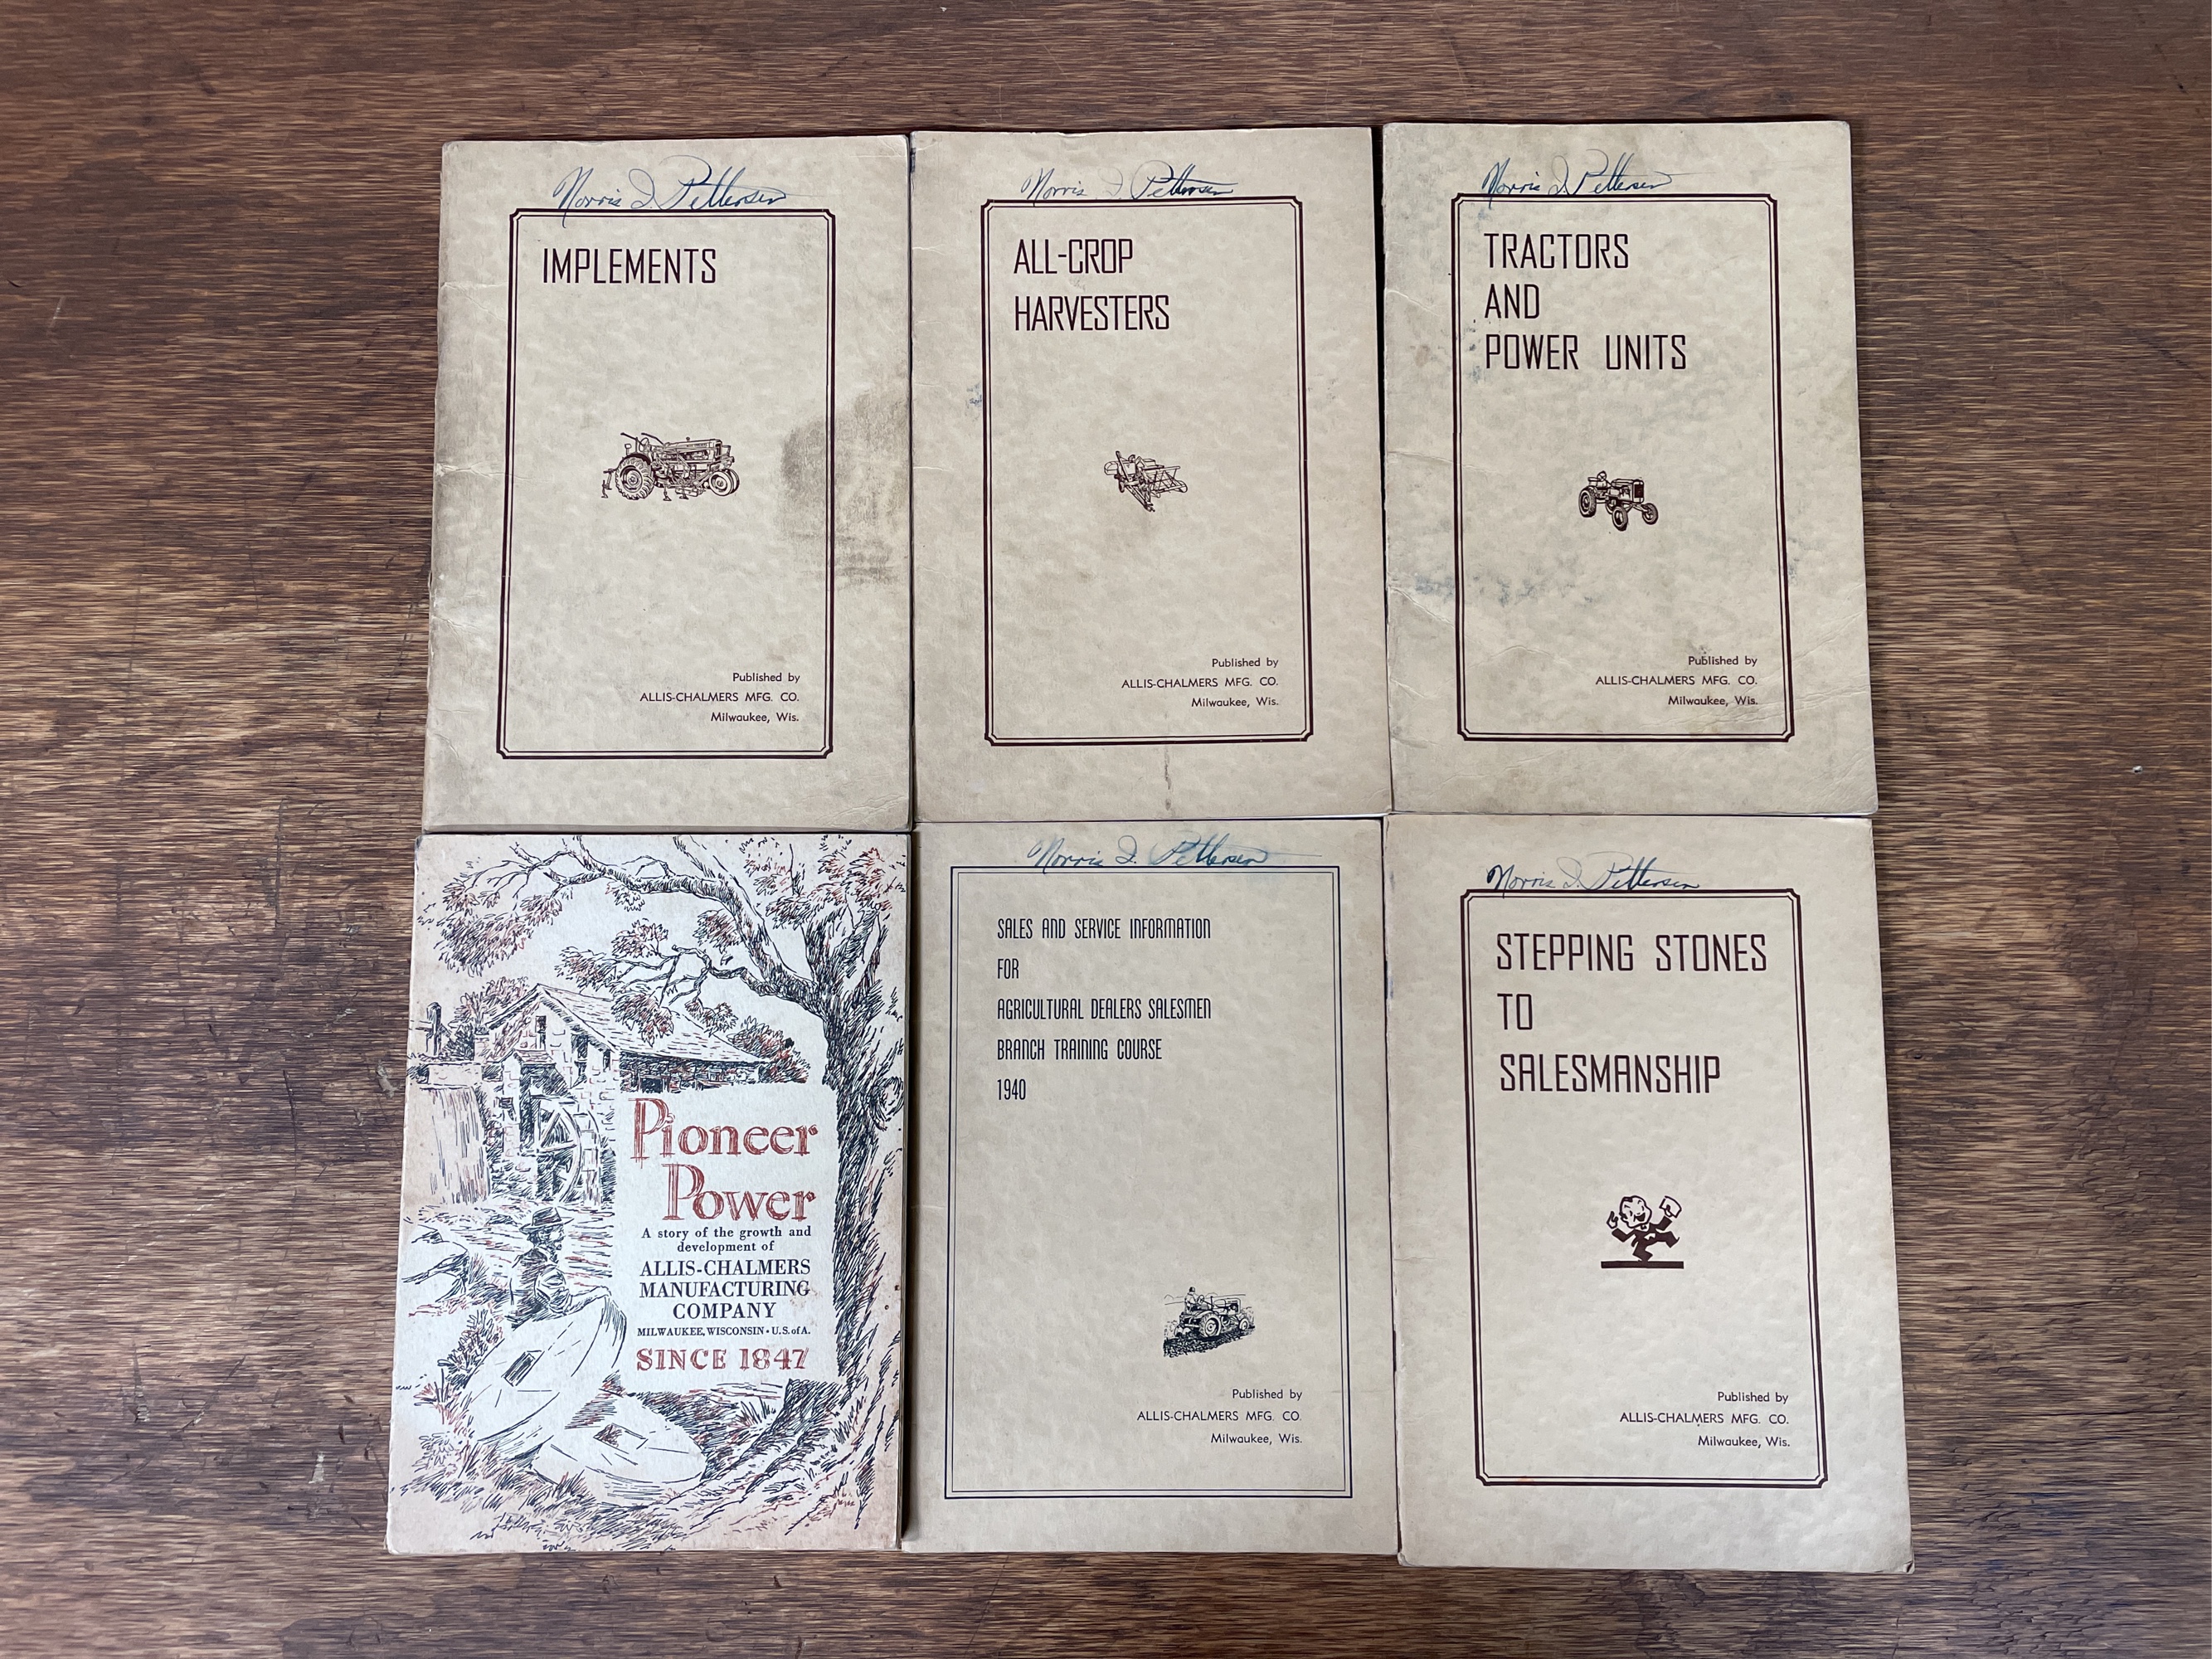 Norris I. Pettersen
IMPLEMENTS
Published by
ALLIS-CHALMERS MFG. CO.
Milwaukee, Wis.
Norris I. Pettersen
ALL-CROP
HARVESTERS
Published by
ALLIS-CHALMERS MFG. CO.
Milwaukee, Wis.
Norris I. Pettersen
TRACTORS
AND
POWER UNITS
Published by
ALLIS-CHALMERS MFG. CO.
Milwaukee, Wis.
Pioneer
Power
A story of the growth and
development of
ALLIS-CHALMERS
MANUFACTURING
COMPANY
MILWAUKEE, WISCONSIN • U.S. of A.
SINCE 1847
Norris I. Pettersen
SALES AND SERVICE INFORMATION
FOR
AGRICULTURAL DEALERS SALESMEN
BRANCH TRAINING COURSE
1940
Published by
ALLIS-CHALMERS MFG. CO.
Milwaukee, Wis.
Norris I. Pettersen
STEPPING STONES
TO
SALESMANSHIP
Published by
ALLIS-CHALMERS MFG. CO.
Milwaukee, Wis.